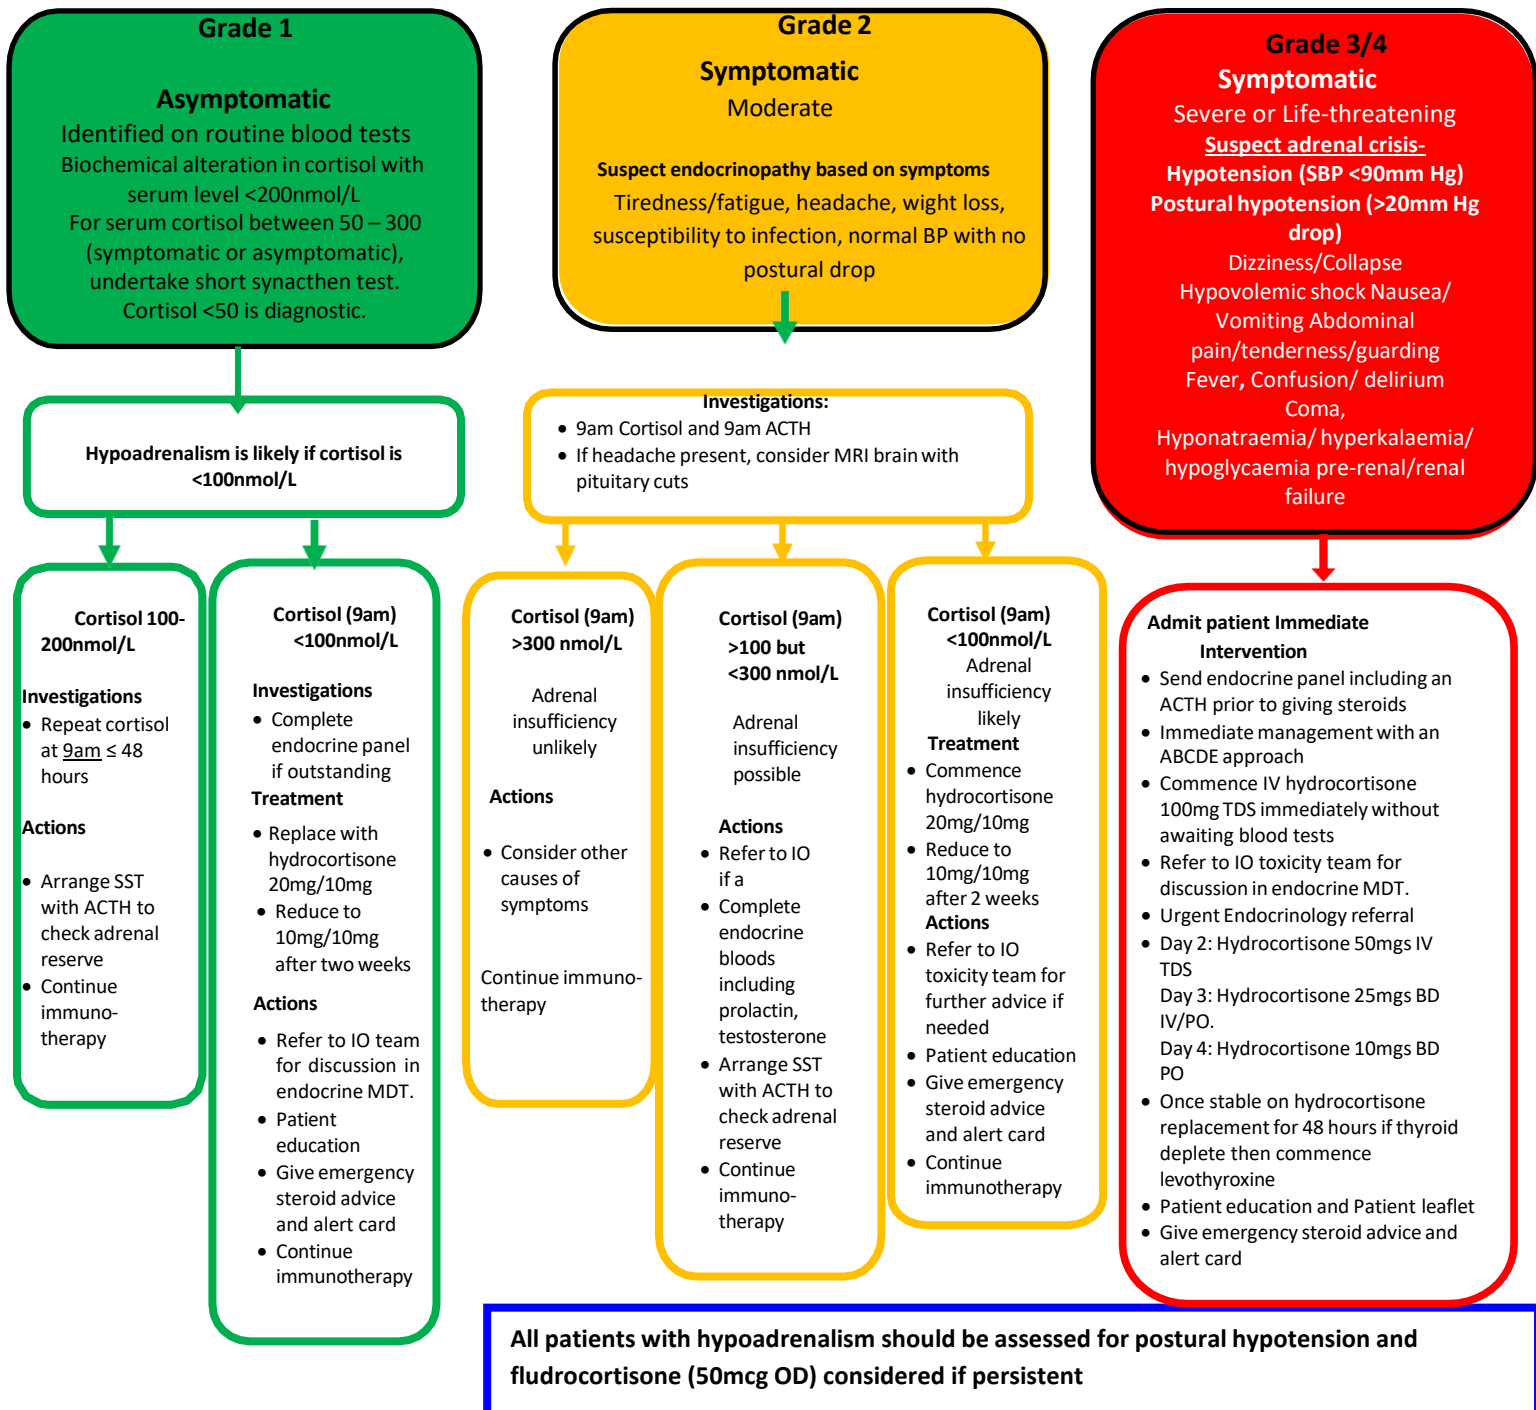 Grade 1
Asymptomatic
Identified on routine blood tests
Biochemical alteration in cortisol with
serum level <200nmol/L
For serum cortisol between 50 – 300
(symptomatic or asymptomatic),
undertake short synacthen test.
Cortisol <50 is diagnostic.
Hypoadrenalism is likely if cortisol is
<100nmol/L
Cortisol 100-
200nmol/L
Investigations
• Repeat cortisol
at 9am ≤ 48
hours
Actions
• Arrange SST
with ACTH to
check adrenal
reserve
• Continue
immuno-
therapy
Cortisol (9am)
<100nmol/L
Investigations
• Complete
endocrine panel
if outstanding
Treatment
• Replace with
hydrocortisone
20mg/10mg
• Reduce to
10mg/10mg
after two weeks
Actions
• Refer to IO team
for discussion in
endocrine MDT.
• Patient
education
• Give emergency
steroid advice
and alert card
• Continue
immunotherapy
Grade 2
Symptomatic
Moderate
Suspect endocrinopathy based on symptoms
Tiredness/fatigue, headache, wight loss,
susceptibility to infection, normal BP with no
postural drop
Investigations:
• 9am Cortisol and 9am ACTH
• If headache present, consider MRI brain with
pituitary cuts
Cortisol (9am)
>300 nmol/L
Adrenal
insufficiency
unlikely
Actions
• Consider other
causes of
symptoms
Continue immuno-
therapy
Cortisol (9am)
>100 but
<300 nmol/L
Adrenal
insufficiency
possible
Actions
• Refer to IO
if a
• Complete
endocrine
bloods
including
prolactin,
testosterone
• Arrange SST
with ACTH to
check adrenal
reserve
• Continue
immuno-
therapy
Cortisol (9am)
<100nmol/L
Adrenal
insufficiency
likely
Treatment
• Commence
hydrocortisone
20mg/10mg
• Reduce to
10mg/10mg
after 2 weeks
Actions
• Refer to IO
toxicity team for
further advice if
needed
• Patient education
• Give emergency
steroid advice
and alert card
• Continue
immunotherapy
Grade 3/4
Symptomatic
Severe or Life-threatening
Suspect adrenal crisis-
Hypotension (SBP <90mm Hg)
Postural hypotension (>20mm Hg
drop)
Dizziness/Collapse
Hypovolemic shock Nausea/
Vomiting Abdominal
pain/tenderness/guarding
Fever, Confusion/ delirium
Coma,
Hyponatraemia/ hyperkalaemia/
hypoglycaemia pre-renal/renal
failure
Admit patient Immediate
Intervention
• Send endocrine panel including an
ACTH prior to giving steroids
• Immediate management with an
ABCDE approach
• Commence IV hydrocortisone
100mg TDS immediately without
awaiting blood tests
• Refer to IO toxicity team for
discussion in endocrine MDT.
• Urgent Endocrinology referral
• Day 2: Hydrocortisone 50mgs IV
TDS
Day 3: Hydrocortisone 25mgs BD
IV/PO.
Day 4: Hydrocortisone 10mgs BD
PO
• Once stable on hydrocortisone
replacement for 48 hours if thyroid
deplete then commence
levothyroxine
• Patient education and Patient leaflet
• Give emergency steroid advice and
alert card
All patients with hypoadrenalism should be assessed for postural hypotension and
fludrocortisone (50mcg OD) considered if persistent